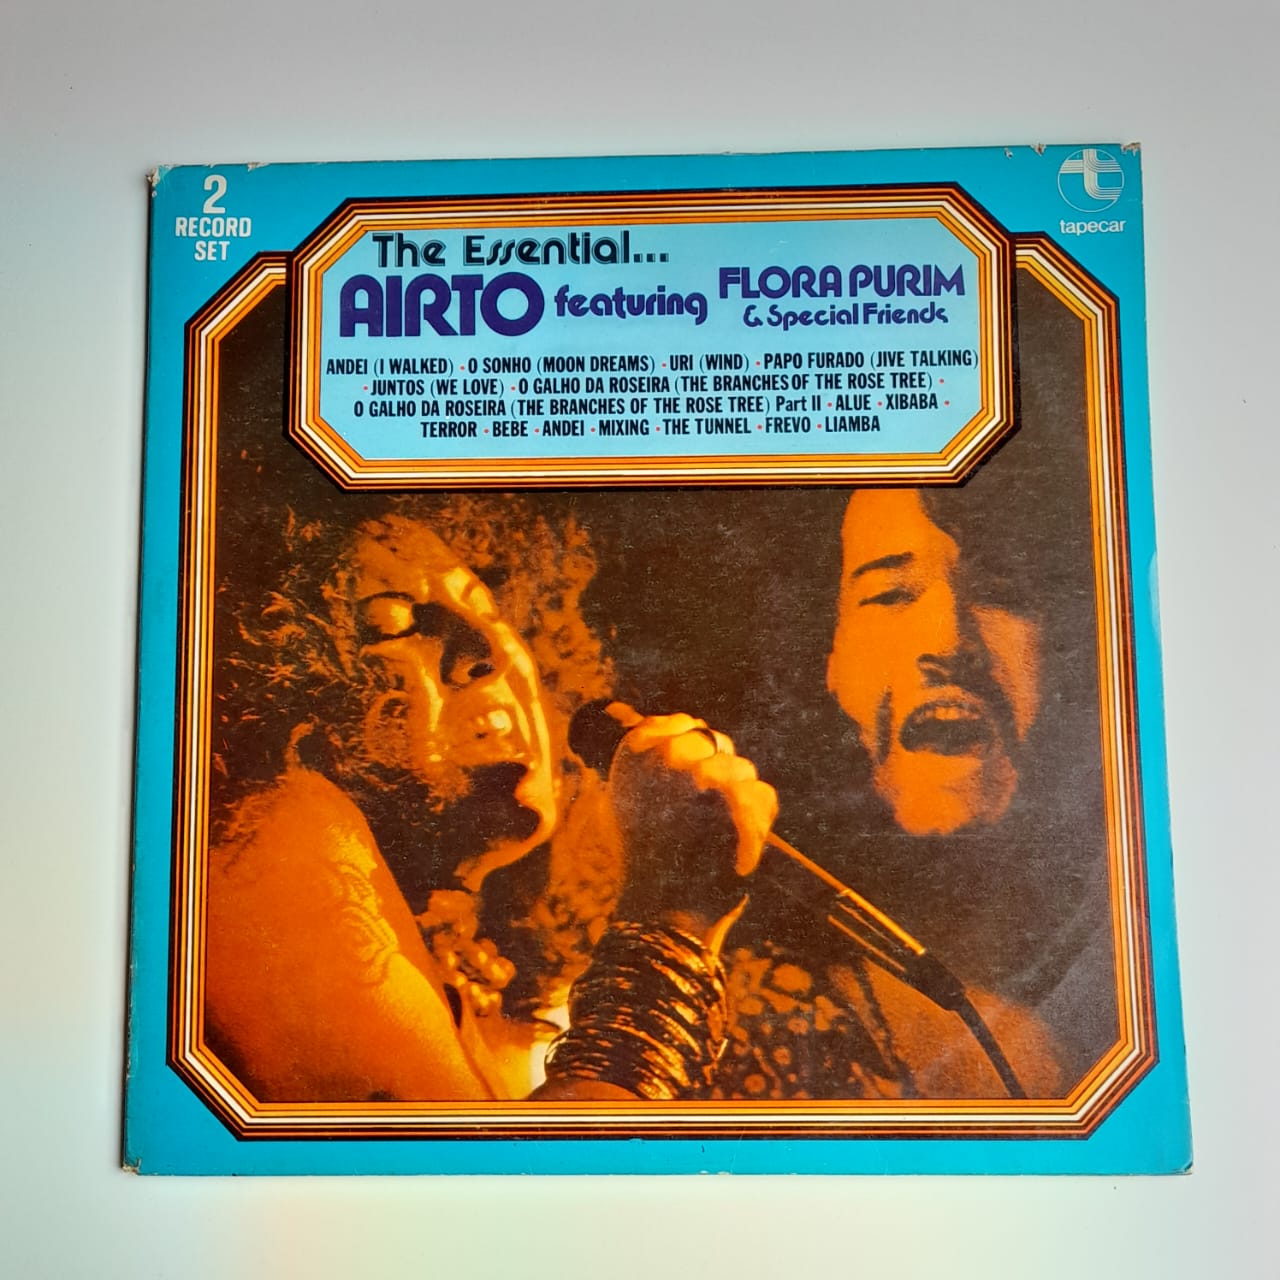 2
RECORD
SET
tapecar
The Essential...
AIRTO featuring FLORA PURIM
& Special Friends
ANDEI (I WALKED) • O SONHO (MOON DREAMS) • URI (WIND) • PAPO FURADO (JIVE TALKING)
• JUNTOS (WE LOVE) • O GALHO DA ROSEIRA (THE BRANCHES OF THE ROSE TREE) •
O GALHO DA ROSEIRA (THE BRANCHES OF THE ROSE TREE) Part II • ALUE • XIBABA •
TERROR • BEBE • ANDEI • MIXING • THE TUNNEL • FREVO • LIAMBA